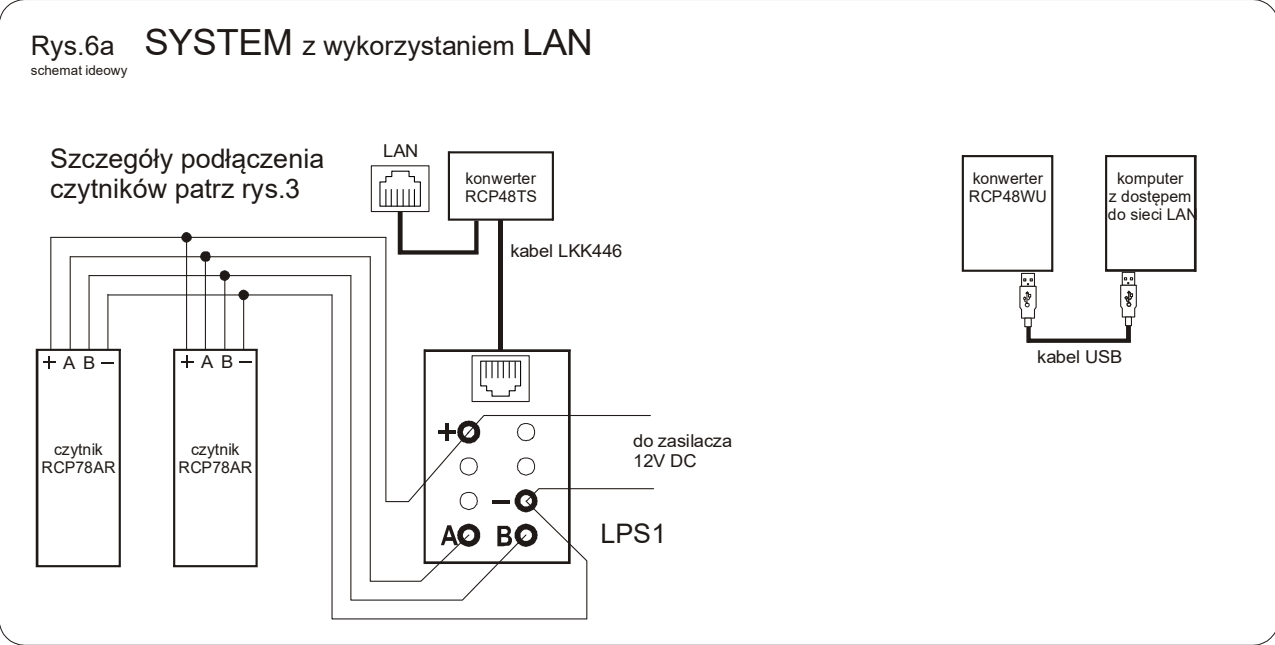 Rys.6a SYSTEM z wykorzystaniem LAN
schemat ideowy
Szczegóły podłączenia
czytników patrz rys.3
LAN
konwerter
RCP48TS
kabel LKK446
konwerter
RCP48WU
komputer
z dostępem
do sieci LAN
kabel USB
+ A B −
czytnik
RCP78AR
+ A B −
czytnik
RCP78AR
+
−
A B
do zasilacza
12V DC
LPS1